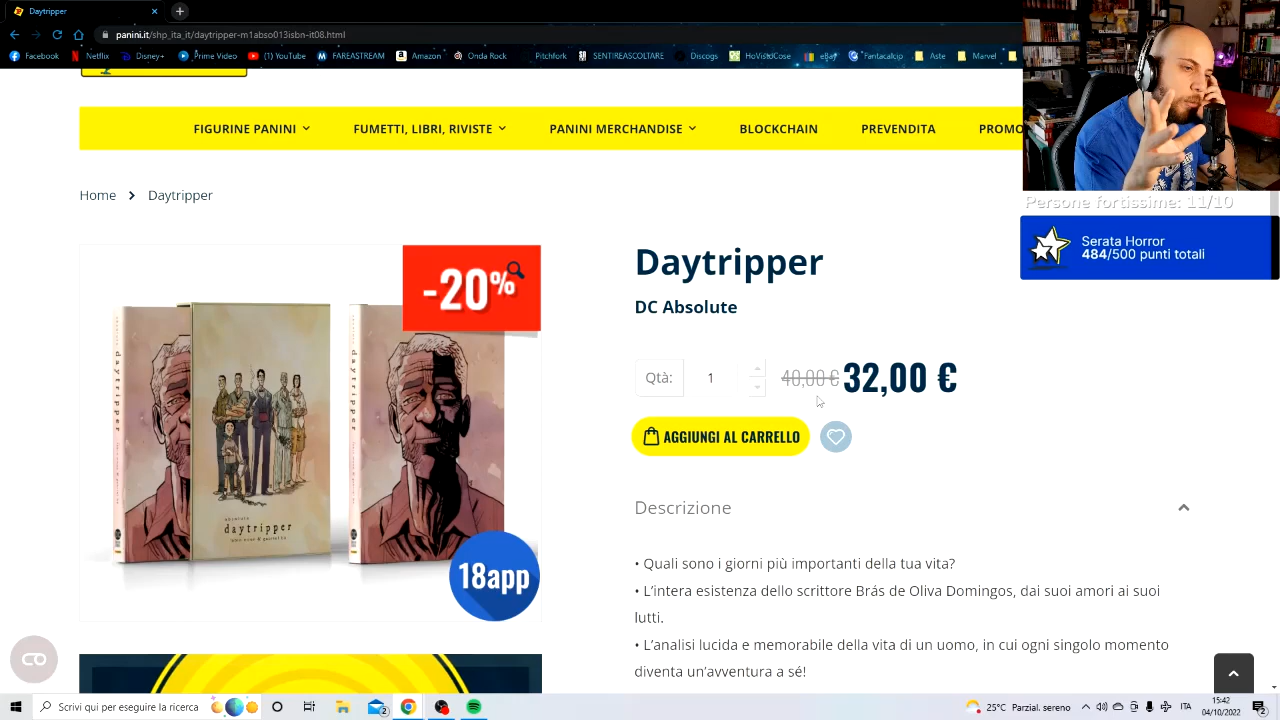 Daytripper
panini.it/shp_ita_it/daytripper-m1abso013isbn-it08.html
Facebook Netflix Disney+ Prime Video (1) YouTube FAREASTREAM Amazon Onda Rock Pitchfork SENTIREASCOLTARE Discogs HoVistoCose eBay Fantacalcip Aste Marvel
FIGURINE PANINI FUMETTI, LIBRI, RIVISTE PANINI MERCHANDISE BLOCKCHAIN PREVENDITA PROMO
Persone fortissime: 11/10
Serata Horror
484/500 punti totali
Home > Daytripper
-20%
daytripper
absolute
daytripper
daytripper
18app
Daytripper
DC Absolute
Qtà: 1 40,00 € 32,00 €
AGGIUNGI AL CARRELLO
Descrizione
• Quali sono i giorni più importanti della tua vita?
• L'intera esistenza dello scrittore Brás de Oliva Domingos, dai suoi amori ai suoi
lutti.
• L'analisi lucida e memorabile della vita di un uomo, in cui ogni singolo momento
diventa un'avventura a sé!
Scrivi qui per eseguire la ricerca
2
25°C Parzial. sereno
ITA
15:42
04/10/2022
2